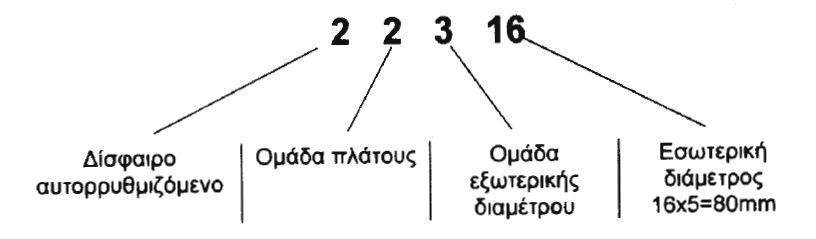 2 2 3 16
Δίσφαιρο
αυτορρυθμιζόμενο
Ομάδα πλάτους
Ομάδα
εξωτερικής
διαμέτρου
Εσωτερική
διάμετρος
16x5=80mm